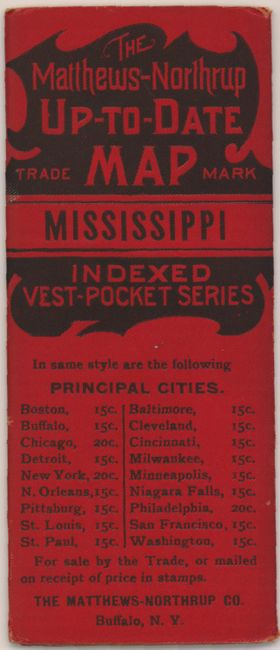 THE
Matthews-Northrup
UP-TO-DATE
TRADE MAP MARK
MISSISSIPPI
INDEXED
VEST-POCKET SERIES
In same style are the following
PRINCIPAL CITIES.
Boston, 15c. Baltimore, 15c.
Buffalo, 15c. Cleveland, 15c.
Chicago, 20c. Cincinnati, 15c.
Detroit, 15c. Milwaukee, 15c.
New York, 20c. Minneapolis, 15c.
N. Orleans, 15c. Niagara Falls, 15c.
Pittsburg, 15c. Philadelphia, 20c.
St. Louis, 15c. San Francisco, 15c.
St. Paul, 15c. Washington, 15c.
For sale by the Trade, or mailed
on receipt of price in stamps.
THE MATTHEWS-NORTHRUP CO.
Buffalo, N. Y.